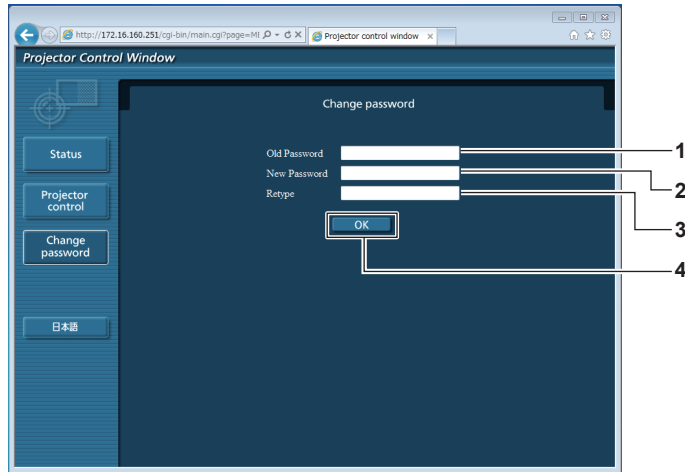 http://172.16.160.251/cgi-bin/main.cgi?page=ME
Projector control window
Projector Control Window
Change password
Status
Projector
control
Change
password
日本語
Old Password
New Password
Retype
OK
1
2
3
4